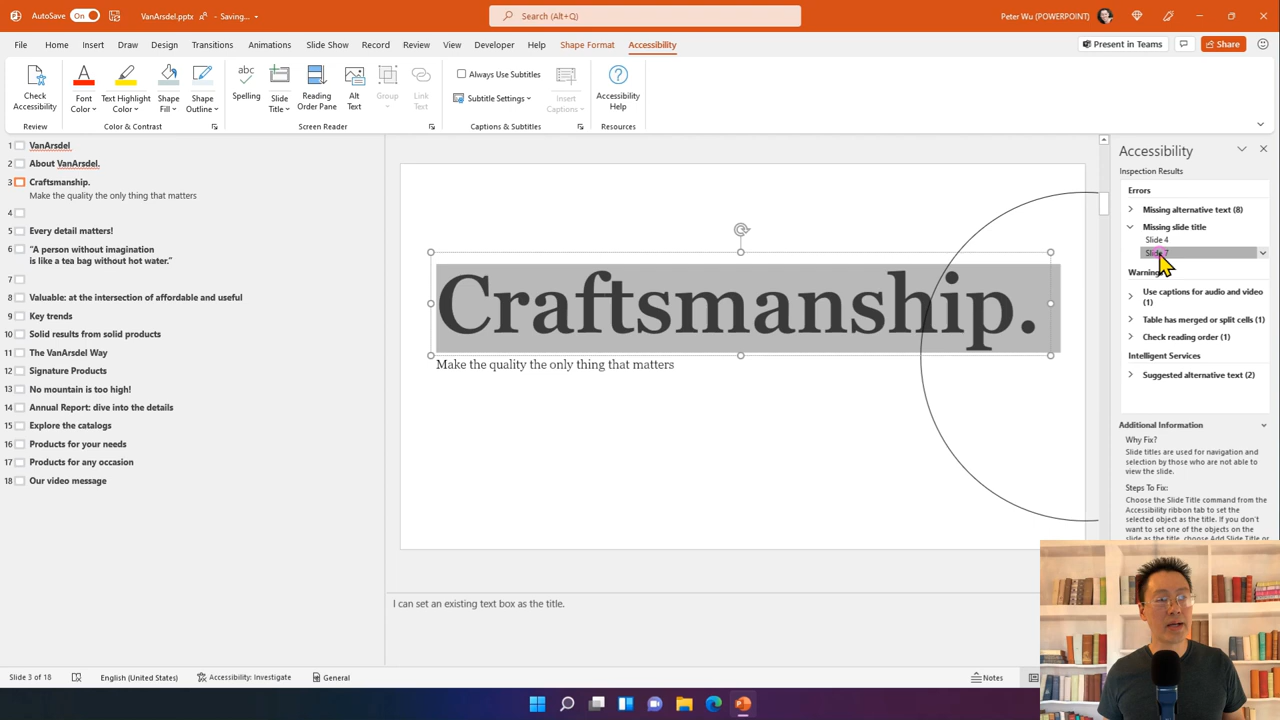 AutoSave On VanArsdel.pptx - Saving...
Search (Alt+Q)
Peter Wu (POWERPOINT)
File Home Insert Draw Design Transitions Animations Slide Show Record Review View Developer Help Shape Format Accessibility
Present in Teams
Share
Check Accessibility
Font Color
Text Highlight Color
Shape Fill
Shape Outline
abc
Spelling
Slide Title
Reading Order Pane
Alt Text
Group
Link Text
Always Use Subtitles
Subtitle Settings
Insert Captions
Accessibility Help
Review
Color & Contrast
Screen Reader
Captions & Subtitles
Resources
1 VanArsdel
2 About VanArsdel.
3 Craftsmanship.
Make the quality the only thing that matters
4
5 Every detail matters!
6 “A person without imagination
is like a tea bag without hot water.”
7
8 Valuable: at the intersection of affordable and useful
9 Key trends
10 Solid results from solid products
11 The VanArsdel Way
12 Signature Products
13 No mountain is too high!
14 Annual Report: dive into the details
15 Explore the catalogs
16 Products for your needs
17 Products for any occasion
18 Our video message
Craftsmanship.
Make the quality the only thing that matters
I can set an existing text box as the title.
Accessibility
Inspection Results
Errors
Missing alternative text (8)
Missing slide title
Slide 4
Slide 7
Warnings
Use captions for audio and video
(1)
Table has merged or split cells (1)
Check reading order (1)
Intelligent Services
Suggested alternative text (2)
Additional Information
Why Fix?
Slide titles are used for navigation and
selection by those who are not able to
view the slide.
Steps To Fix:
Choose the Slide Title command from the
Accessibility ribbon tab to set the
selected object as the title. If you don't
want to set one of the objects on the
slide as the title, choose Add Slide Title or
Slide 3 of 18
English (United States)
Accessibility: Investigate
General
Notes